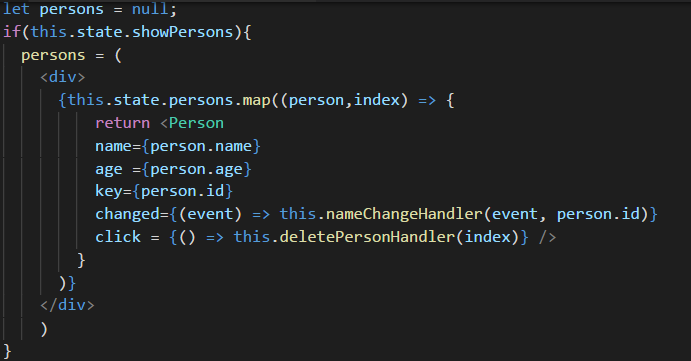 let persons = null;
if(this.state.showPersons){
  persons = (
    <div>
      {this.state.persons.map((person,index) => {
          return <Person
          name={person.name}
          age ={person.age}
          key={person.id}
          changed={(event) => this.nameChangeHandler(event, person.id)}
          click = {() => this.deletePersonHandler(index)} />
        }
      )}
    </div>
    )
}